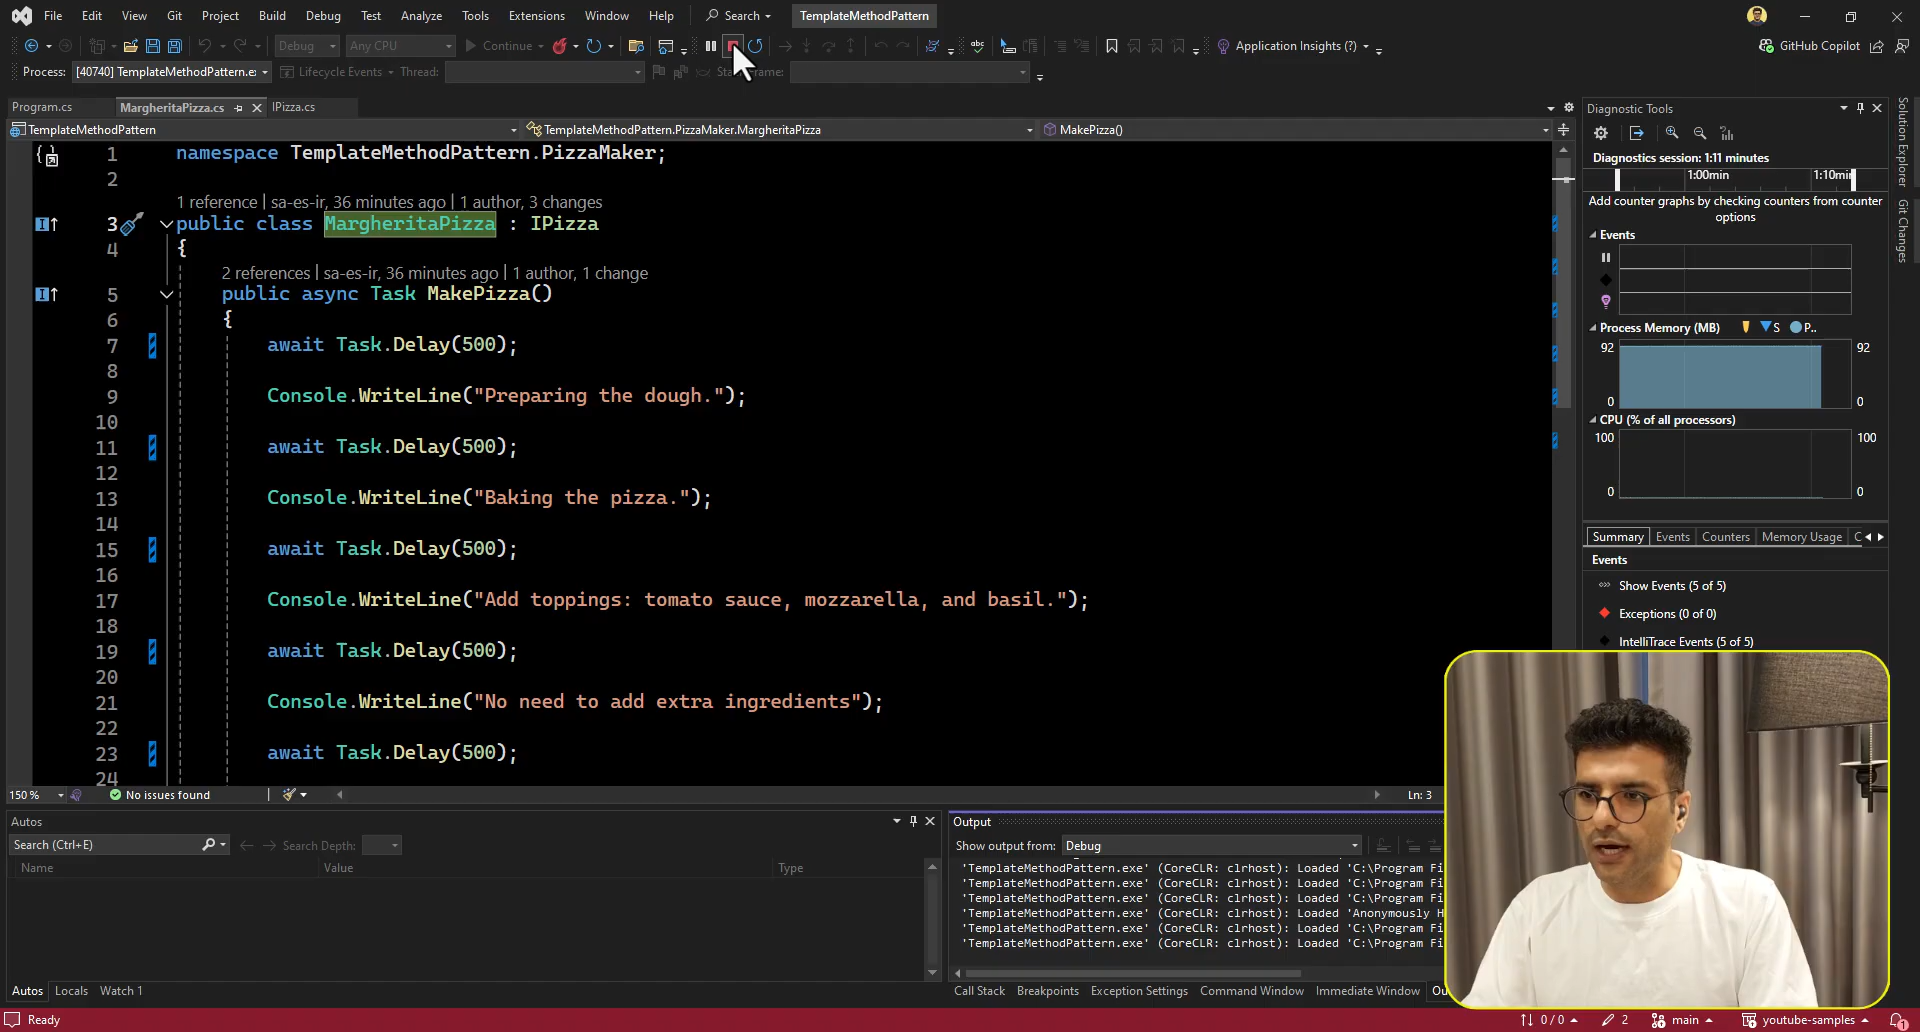 File Edit View Git Project Build Debug Test Analyze Tools Extensions Window Help Search TemplateMethodPattern
Debug Any CPU Continue Application Insights (?) GitHub Copilot
Process: [40740] TemplateMethodPattern.e Lifecycle Events Thread: Frame:
Program.cs MargheritaPizza.cs IPizza.cs
TemplateMethodPattern TemplateMethodPattern.PizzaMaker.MargheritaPizza MakePizza()
1 namespace TemplateMethodPattern.PizzaMaker;
2
1 reference | sa-es-ir, 36 minutes ago | 1 author, 3 changes
3 public class MargheritaPizza : IPizza
4 {
2 references | sa-es-ir, 36 minutes ago | 1 author, 1 change
5 public async Task MakePizza()
6 {
7 await Task.Delay(500);
8
9 Console.WriteLine("Preparing the dough.");
10
11 await Task.Delay(500);
12
13 Console.WriteLine("Baking the pizza.");
14
15 await Task.Delay(500);
16
17 Console.WriteLine("Add toppings: tomato sauce, mozzarella, and basil.");
18
19 await Task.Delay(500);
20
21 Console.WriteLine("No need to add extra ingredients");
22
23 await Task.Delay(500);
24
150 % No issues found Ln: 3
Diagnostic Tools
Diagnostics session: 1:11 minutes
1:00min 1:10min
Add counter graphs by checking counters from counter
options
Events
Process Memory (MB) S P..
92 92
0 0
CPU (% of all processors)
100 100
0 0
Summary Events Counters Memory Usage C
Events
Show Events (5 of 5)
Exceptions (0 of 0)
IntelliTrace Events (5 of 5)
Solution Explorer
Git Changes
Autos
Search (Ctrl+E) Search Depth:
Name Value Type
Autos Locals Watch 1
Output
Show output from: Debug
'TemplateMethodPattern.exe' (CoreCLR: clrhost): Loaded 'C:\Program Fi
'TemplateMethodPattern.exe' (CoreCLR: clrhost): Loaded 'C:\Program Fi
'TemplateMethodPattern.exe' (CoreCLR: clrhost): Loaded 'C:\Program Fi
'TemplateMethodPattern.exe' (CoreCLR: clrhost): Loaded 'Anonymously H
'TemplateMethodPattern.exe' (CoreCLR: clrhost): Loaded 'C:\Program Fi
'TemplateMethodPattern.exe' (CoreCLR: clrhost): Loaded 'C:\Program Fi
Call Stack Breakpoints Exception Settings Command Window Immediate Window Ou
Ready 0 / 0 2 main youtube-samples 1